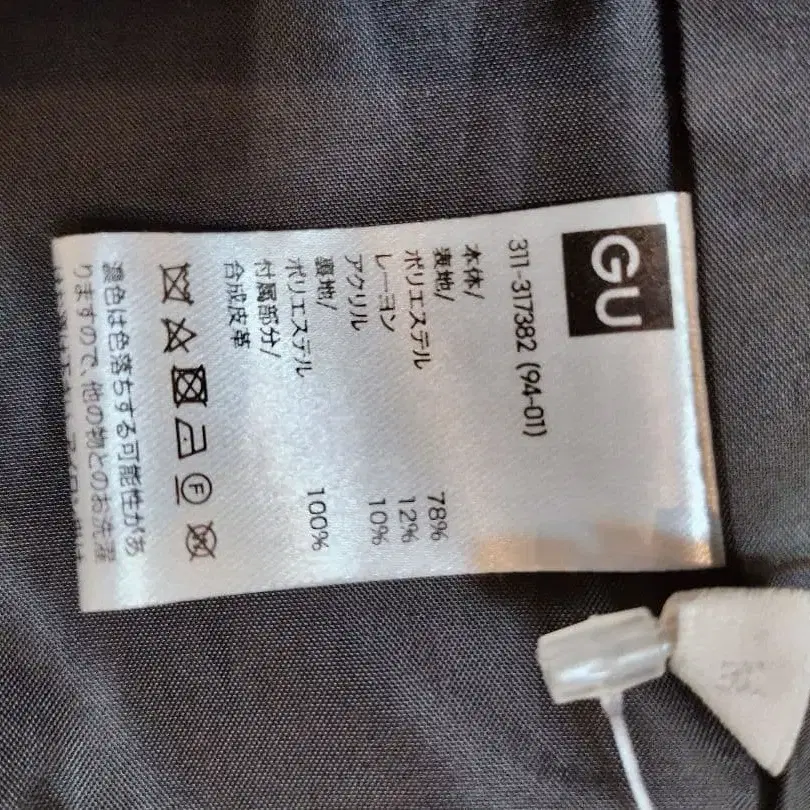 GU
311-317382 (94-01)
本体/
表地/
ポリエステル 78%
レーヨン 12%
アクリル 10%
裏地/
ポリエステル 100%
付属部分/
合成皮革
F
濃色は色落ちする可能性があ
りますので、他の物とのお洗濯